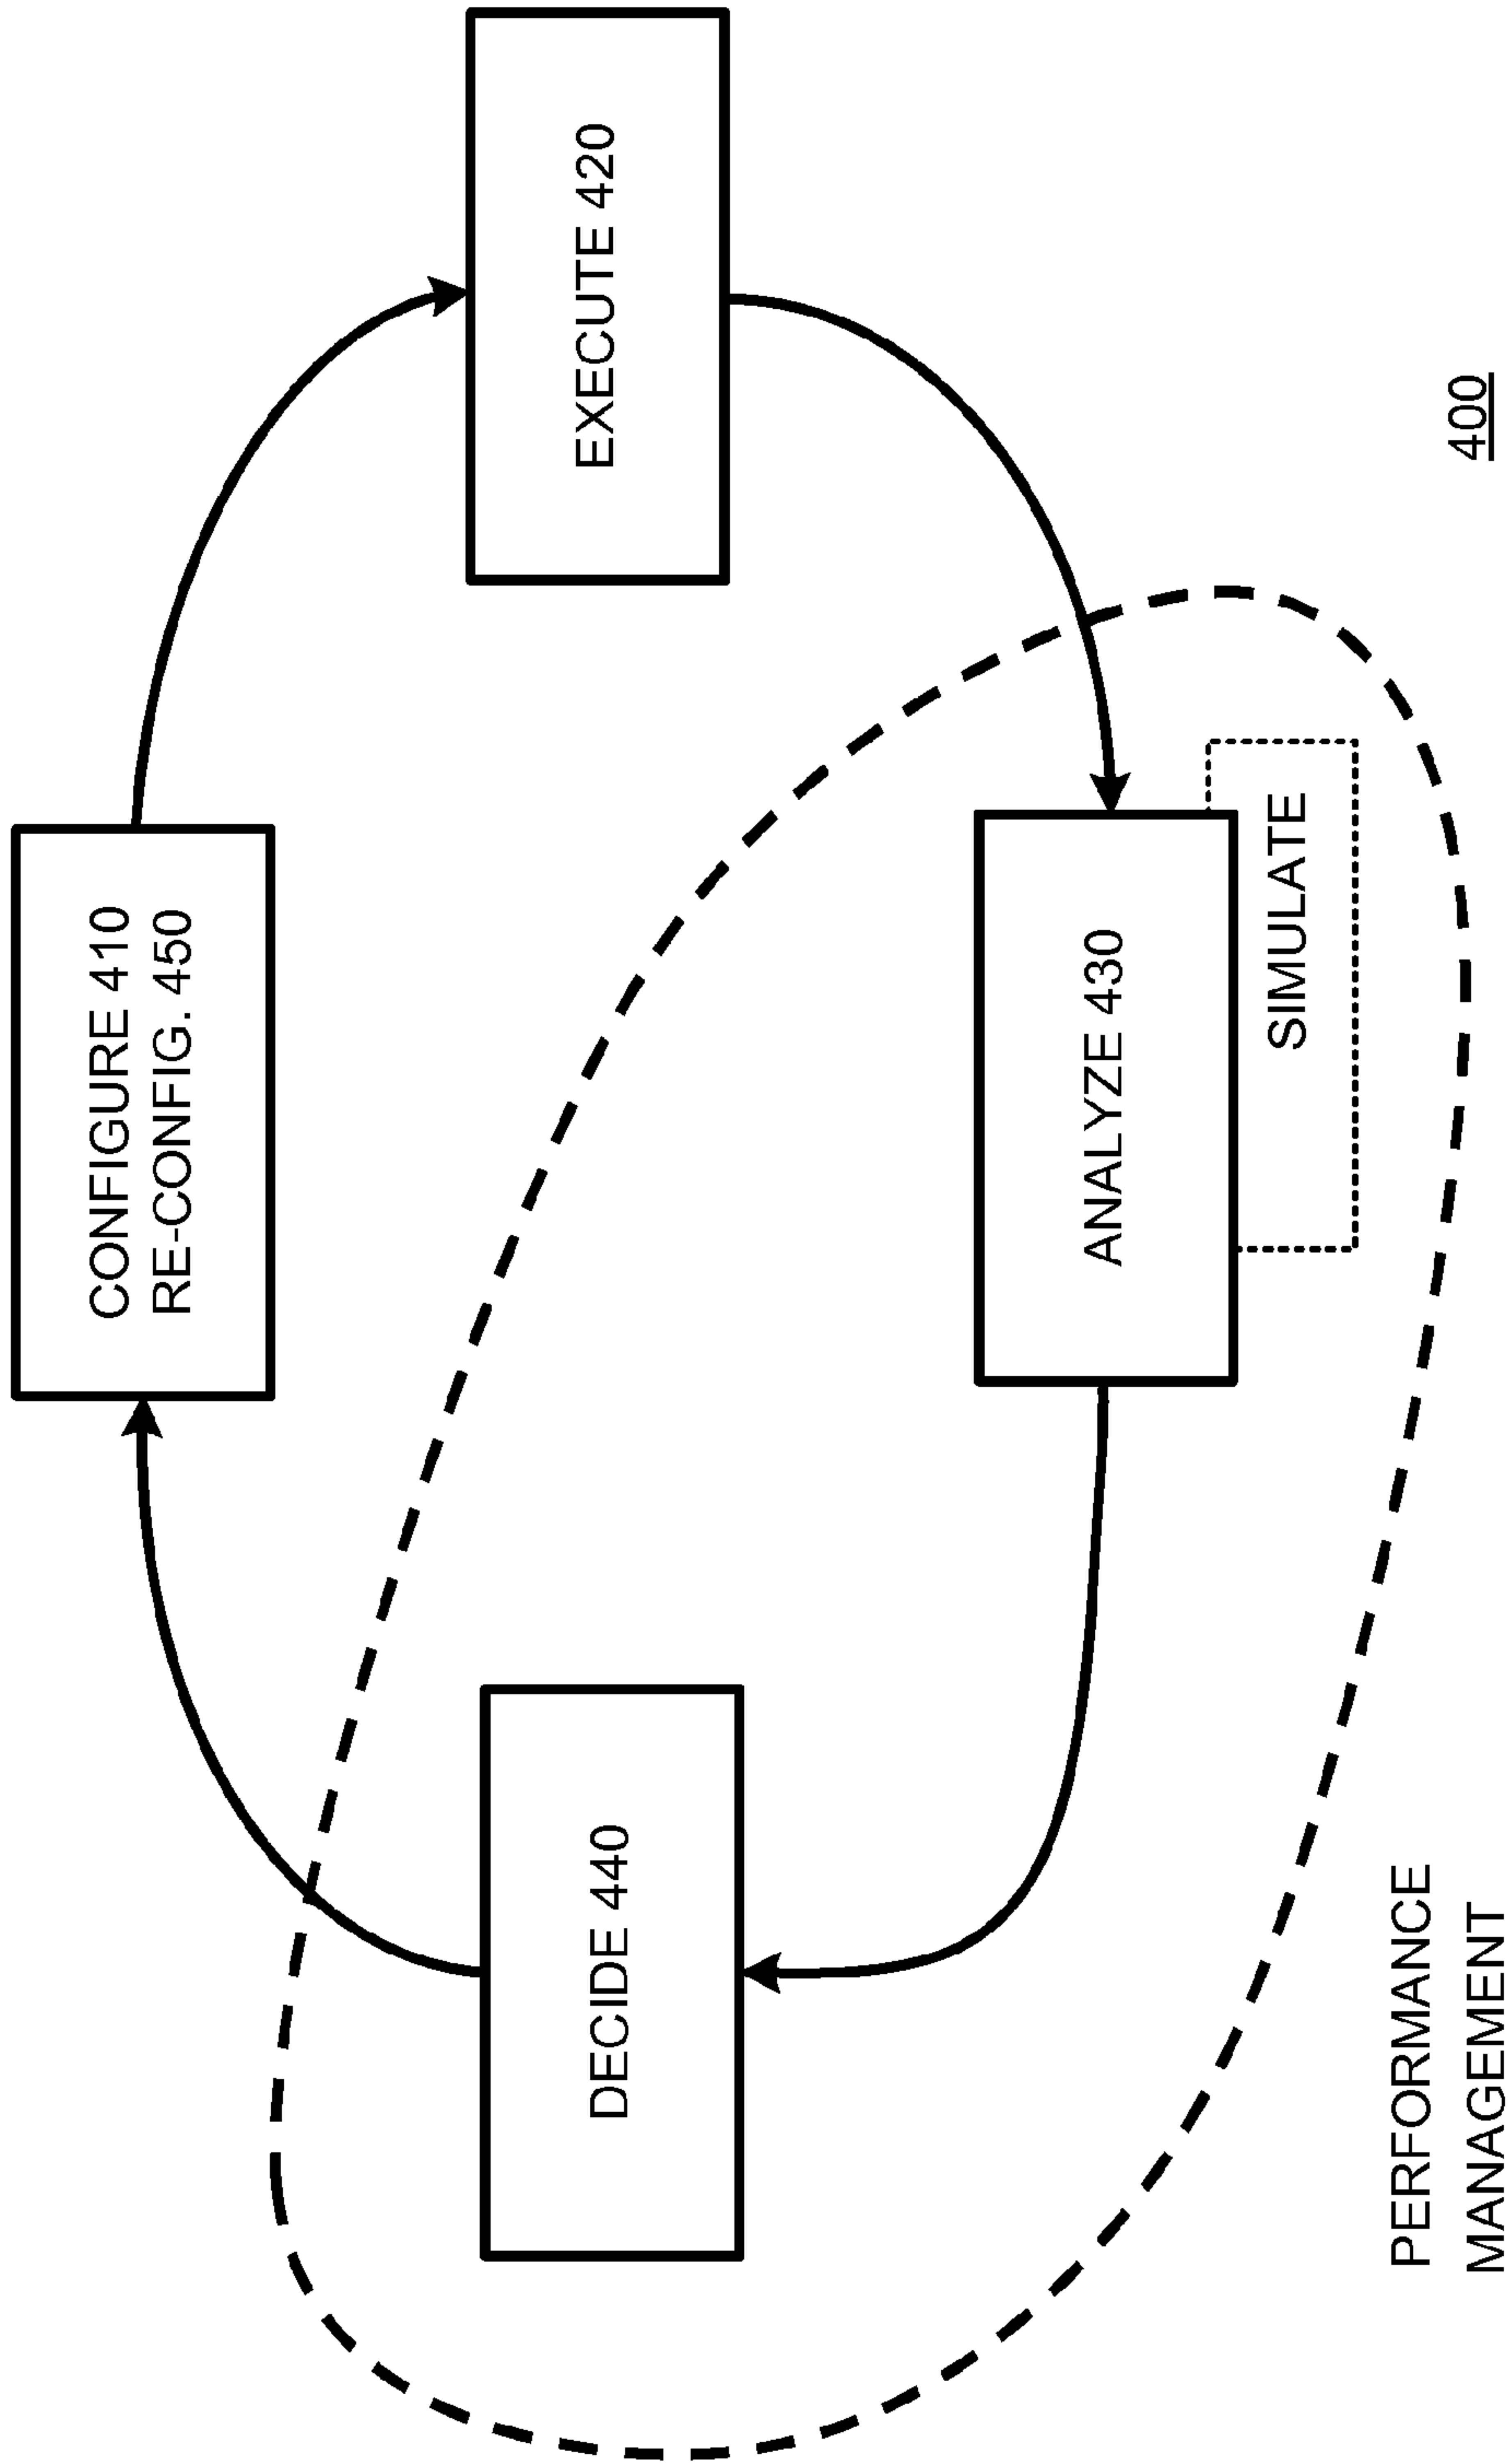 CONFIGURE 410
RE-CONFIG. 450
EXECUTE 420
DECIDE 440
ANALYZE 430
SIMULATE
PERFORMANCE
MANAGEMENT
400